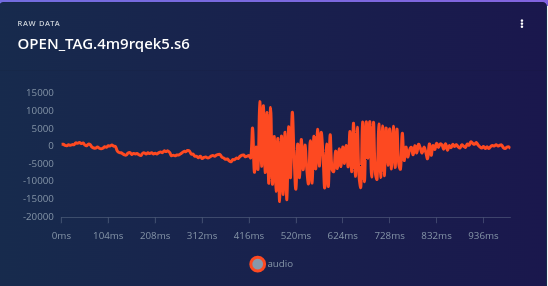 RAW DATA
OPEN_TAG.4m9rqek5.s6
15000
10000
5000
0
-5000
-10000
-15000
-20000
0ms 104ms 208ms 312ms 416ms 520ms 624ms 728ms 832ms 936ms
audio